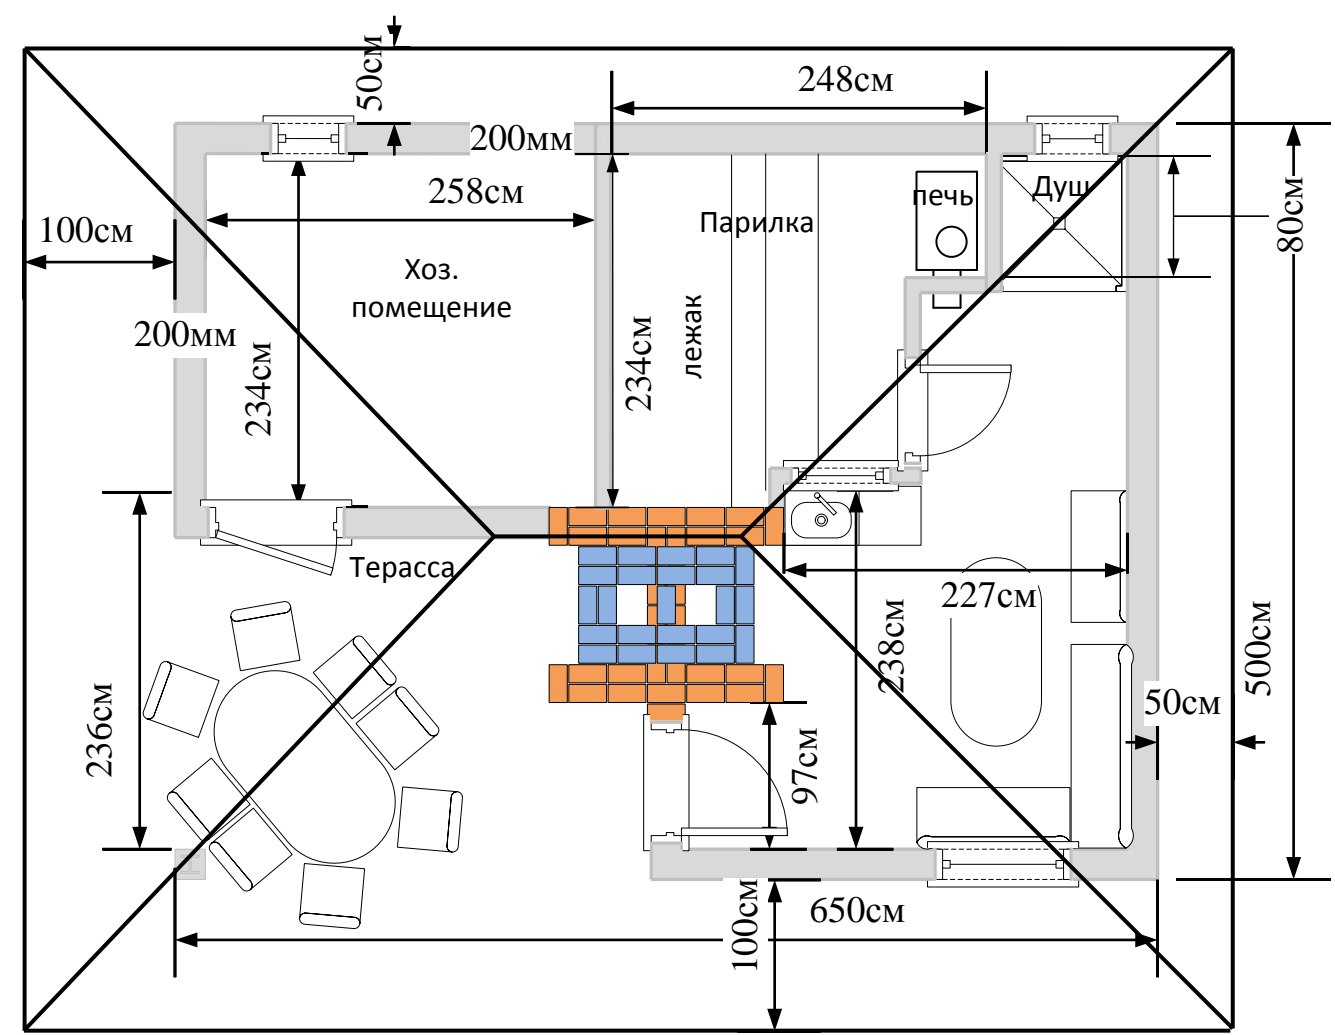 50см
248см
200мм
258см
печь
Душ
80см
Парилка
100см
Хоз.
помещение
200мм
234см
234см
лежак
Терасса
227см
238см
500см
236см
50см
97см
650см
100см